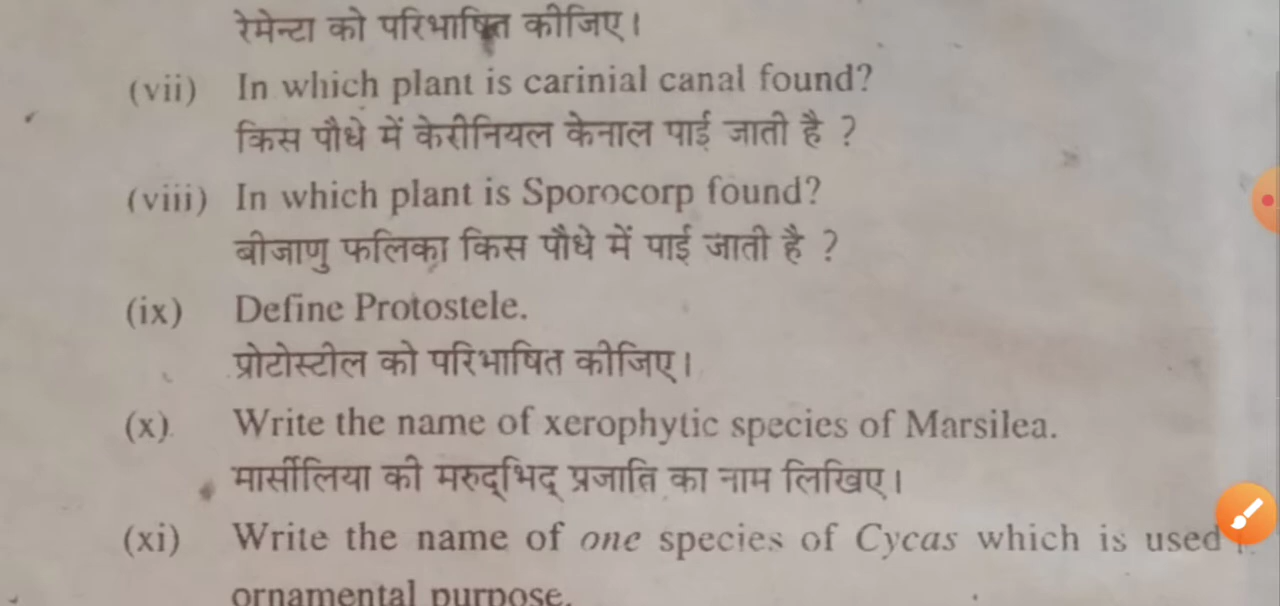 रेमेन्टा को परिभाषित कीजिए।
(vii) In which plant is carinial canal found?
किस पौधे में केरीनियल केनाल पाई जाती है ?
(viii) In which plant is Sporocorp found?
बीजाणु फलिका किस पौधे में पाई जाती है ?
(ix) Define Protostele.
प्रोटोस्टील को परिभाषित कीजिए।
(x) Write the name of xerophytic species of Marsilea.
मार्सीलिया की मरुद्भिद् प्रजाति का नाम लिखिए।
(xi) Write the name of one species of Cycas which is used
ornamental purpose.